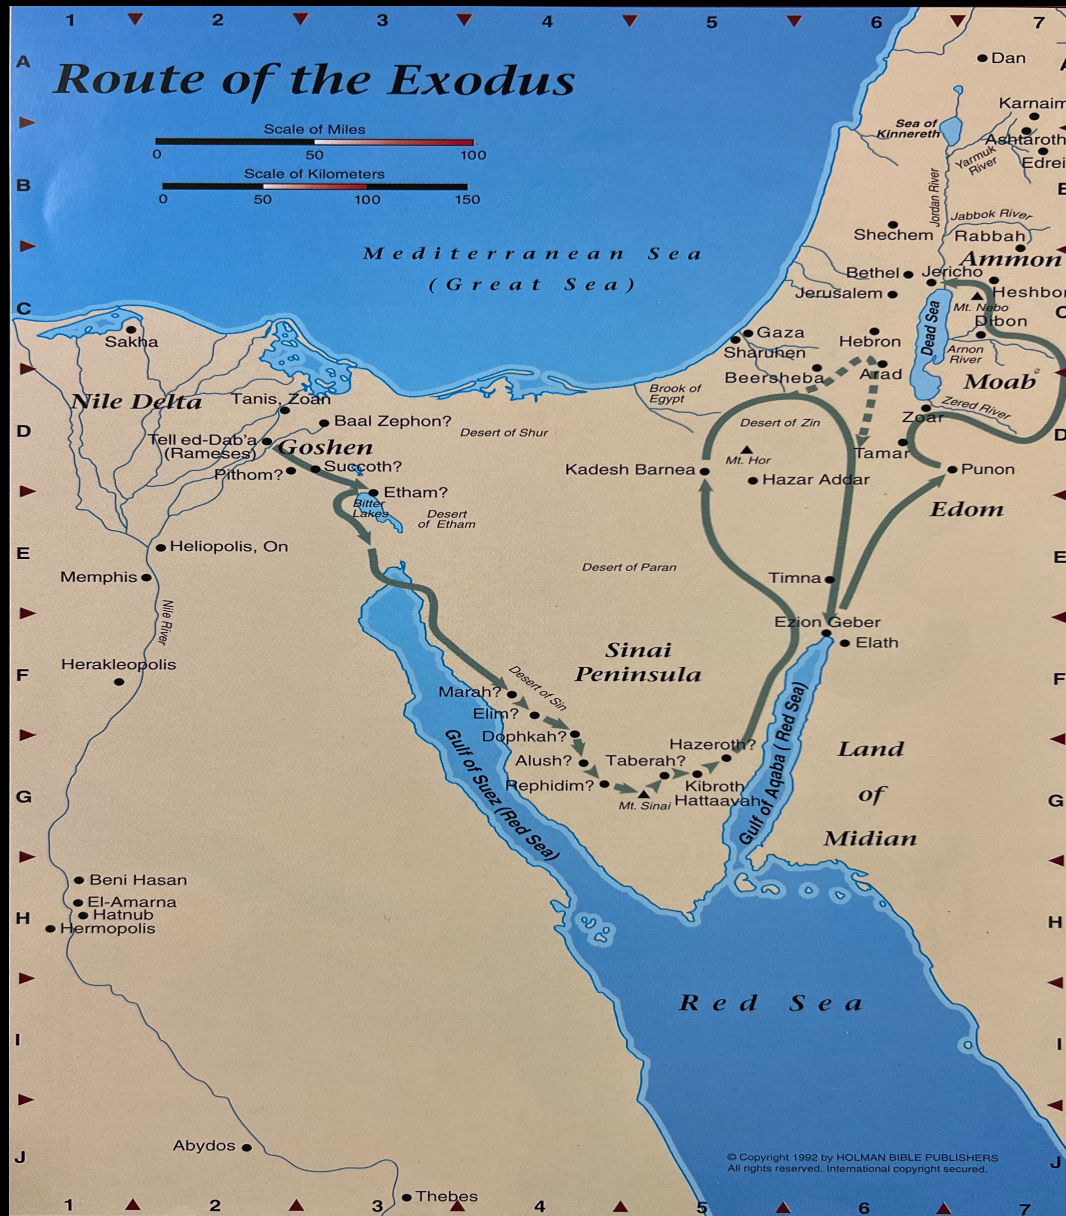 1 2 3 4 5 6 7
A
Dan
Route of the Exodus
Karnaim
Scale of Miles
0 50 100
Sea of
Kinnereth
Ashtaroth
Yarmuk
River
Edrei
Scale of Kilometers
0 50 100 150
B
Jordan River
Jabbok River
Shechem
Rabbah
Ammon
Mediterranean Sea
(Great Sea)
Bethel
Jericho
Jerusalem
Heshbon
Mt. Nebo
C
C
Dead Sea
Dibon
Sakha
Gaza
Hebron
Sharuhen
Arnon
River
Beersheba
Arad
Moab
Brook of
Egypt
Nile Delta
Tanis, Zoan
Zered River
Zoar
Baal Zephon?
Desert of Zin
D
D
Desert of Shur
Tell ed-Dab'a
(Rameses)
Goshen
Tamar
Mt. Hor
Pithom?
Succoth?
Kadesh Barnea
Punon
Hazar Addar
Etham?
Bitter
Lakes
Desert
of Etham
Edom
Heliopolis, On
E
E
Desert of Paran
Memphis
Timna
Nile River
Ezion Geber
Elath
Sinai
Peninsula
Herakleopolis
F
F
Desert of Sin
Marah?
Elim?
Dophkah?
Hazeroth?
Land
of
Midian
Gulf of Suez (Red Sea)
Alush?
Taberah?
Gulf of Aqaba (Red Sea)
Rephidim?
Kibroth
Hattaavah
Mt. Sinai
G
G
Beni Hasan
El-Amarna
Hatnub
Hermopolis
H
H
Red Sea
I
I
Abydos
© Copyright 1992 by HOLMAN BIBLE PUBLISHERS
All rights reserved. International copyright secured.
J
J
Thebes
1 2 3 4 5 6 7